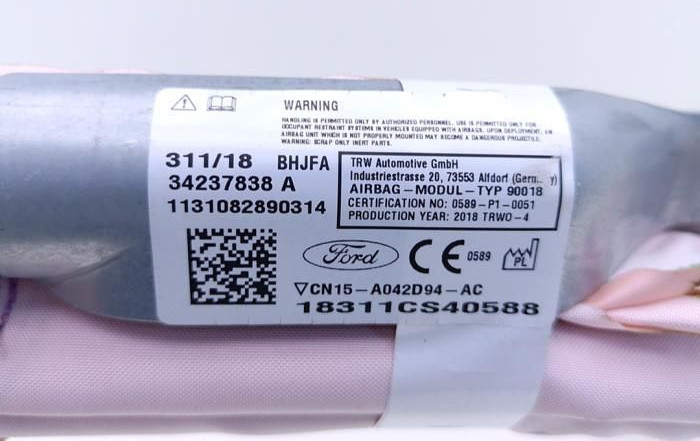 WARNING
HANDLING IS PERMITTED ONLY BY AUTHORIZED PERSONNEL. USE IS PERMITTED ONLY FOR
OCCUPANT RESTRAINT SYSTEMS IN VEHICLES EQUIPPED WITH AIRBAGS. UPON DEPLOYMENT, AN
AIRBAG UNIT WHICH IS NOT PROPERLY MOUNTED MAY BECOME A DANGEROUS PROJECTILE.
WARNING: SCRAP ONLY INERT PARTS.
311/18 BHJFA
34237838 A
1131082890314
TRW Automotive GmbH
Industriestrasse 20, 73553 Alfdorf
AIRBAG-MODUL-TYP 90018
CERTIFICATION NO: 0589-P1-0051
PRODUCTION YEAR: 2018 TRWO-4
Ford CE 0589 PL
▽CN15-A042D94-AC
18311CS40588